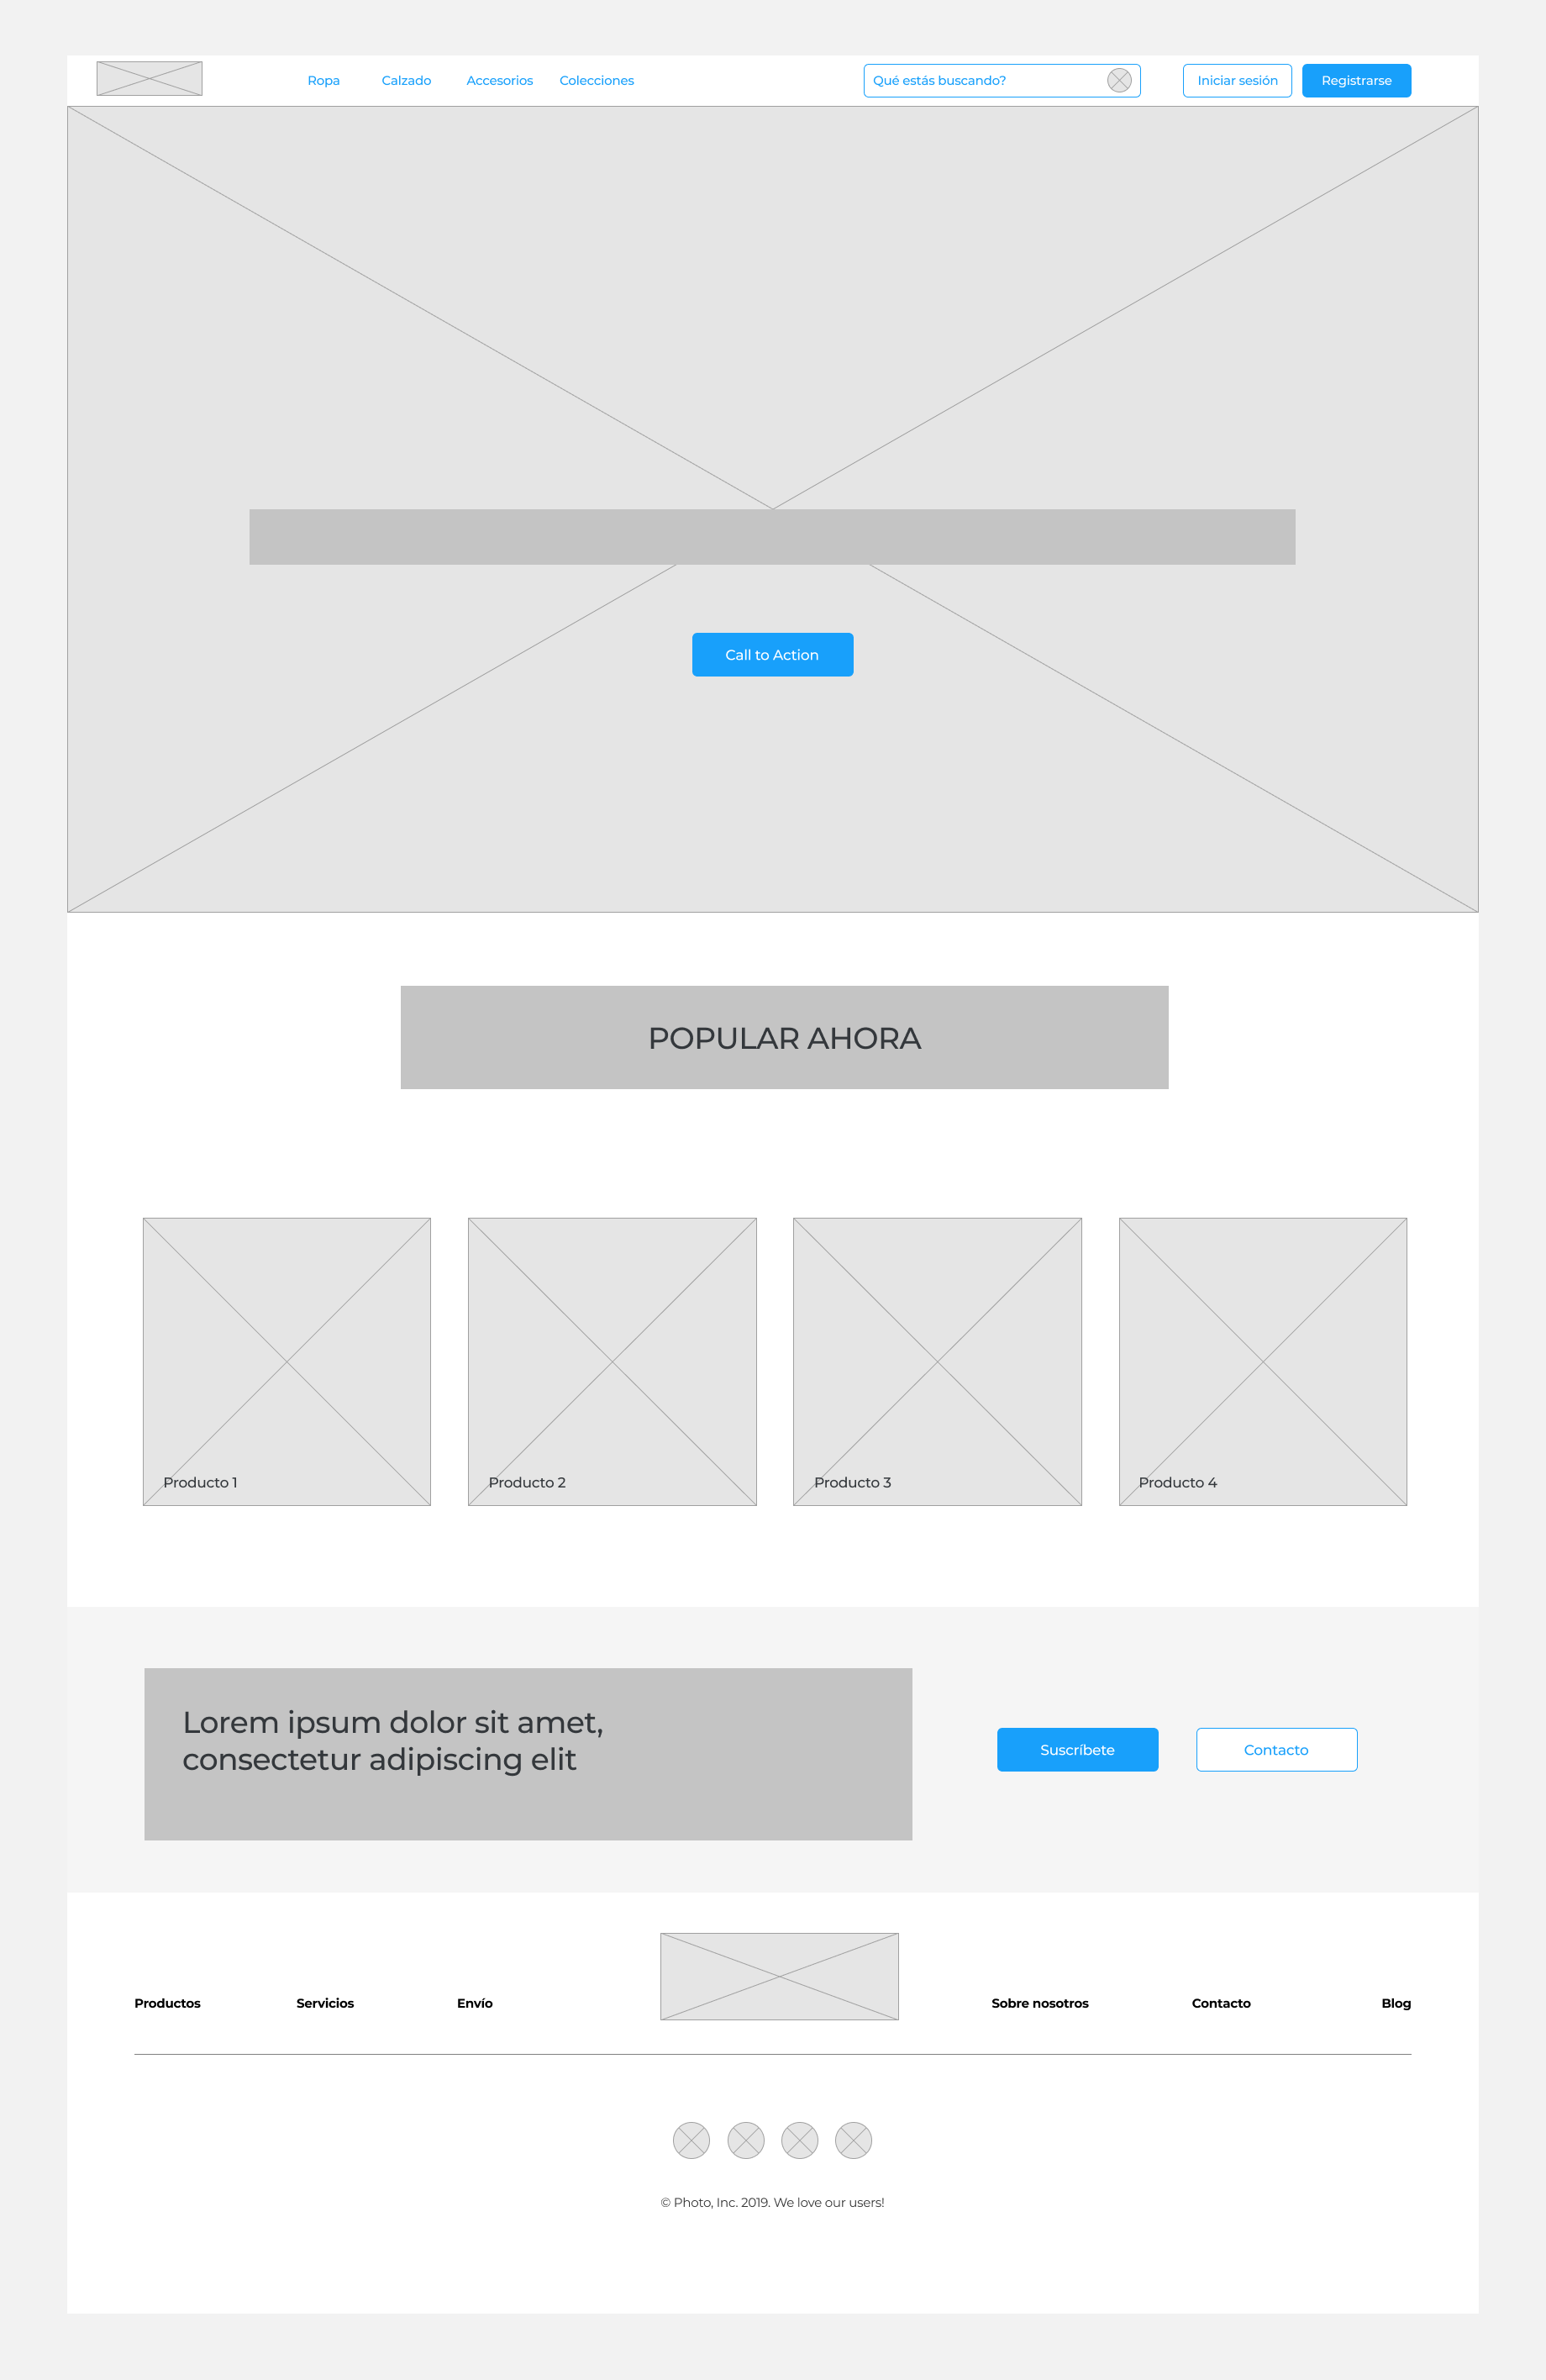 Ropa
Calzado
Accesorios
Colecciones
Qué estás buscando?
Iniciar sesión
Registrarse
Call to Action
POPULAR AHORA
Producto 1
Producto 2
Producto 3
Producto 4
Lorem ipsum dolor sit amet,
consectetur adipiscing elit
Suscríbete
Contacto
Productos
Servicios
Envío
Sobre nosotros
Contacto
Blog
© Photo, Inc. 2019. We love our users!